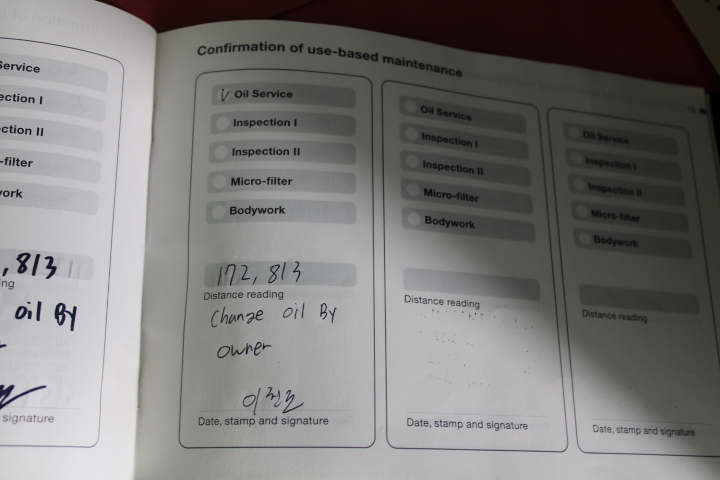 Confirmation of use-based maintenance
Service
ection I
ction II
-filter
work
,813
ng
oil By
signature
Oil Service
Inspection I
Inspection II
Micro-filter
Bodywork
172,813
Distance reading
Change oil By
owner
Date, stamp and signature
Oil Service
Inspection I
Inspection II
Micro-filter
Bodywork
Distance reading
Date, stamp and signature
Oil Service
Inspection I
Inspection II
Micro-filter
Bodywork
Distance reading
Date, stamp and signature